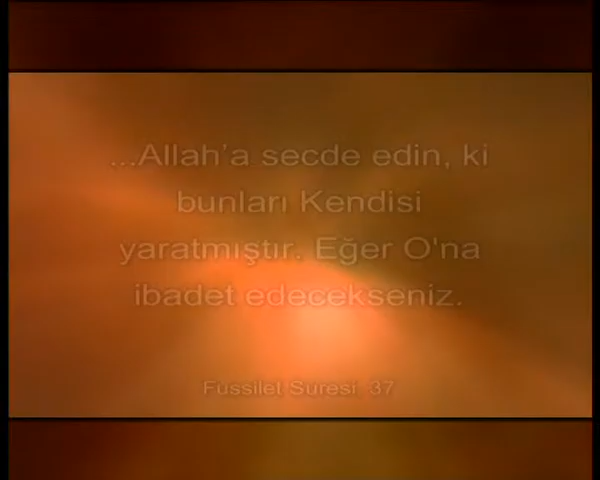 ...Allah'a secde edin, ki
bunları Kendisi
yaratmıştır. Eğer O'na
ibadet edecekseniz.
Fussilet Suresi 37